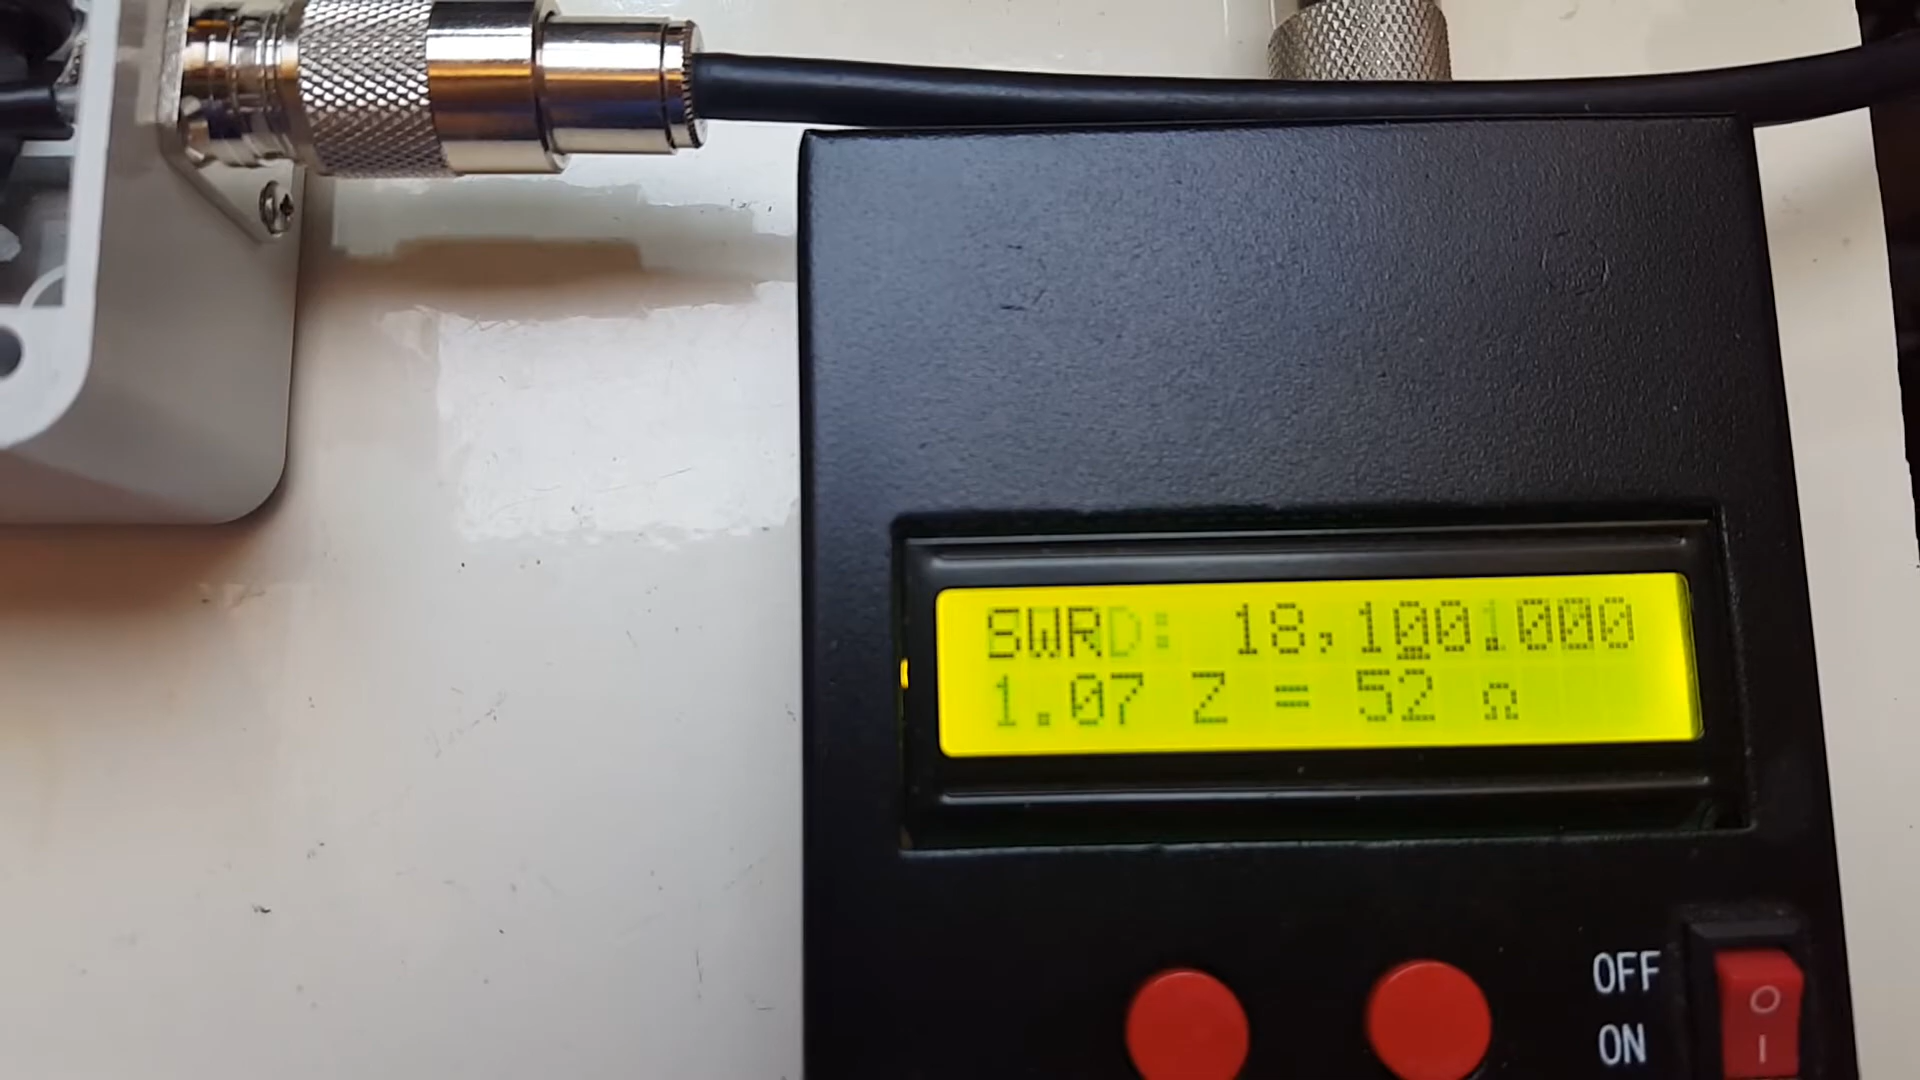 SWR: 18,100.000
1.07 Z = 52 Ω
OFF
ON
O
I